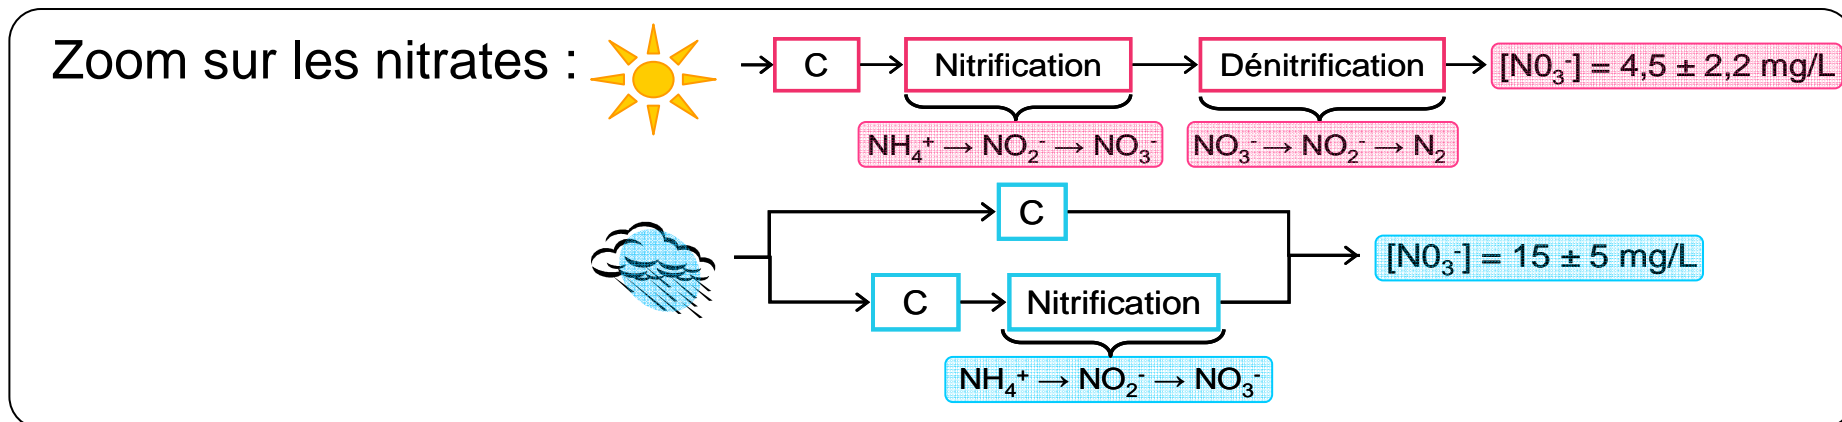 Zoom sur les nitrates :
C
Nitrification
Dénitrification
[N0₃⁻] = 4,5 ± 2,2 mg/L
NH₄⁺ → NO₂⁻ → NO₃⁻
NO₃⁻ → NO₂⁻ → N₂
C
[N0₃⁻] = 15 ± 5 mg/L
C
Nitrification
NH₄⁺ → NO₂⁻ → NO₃⁻